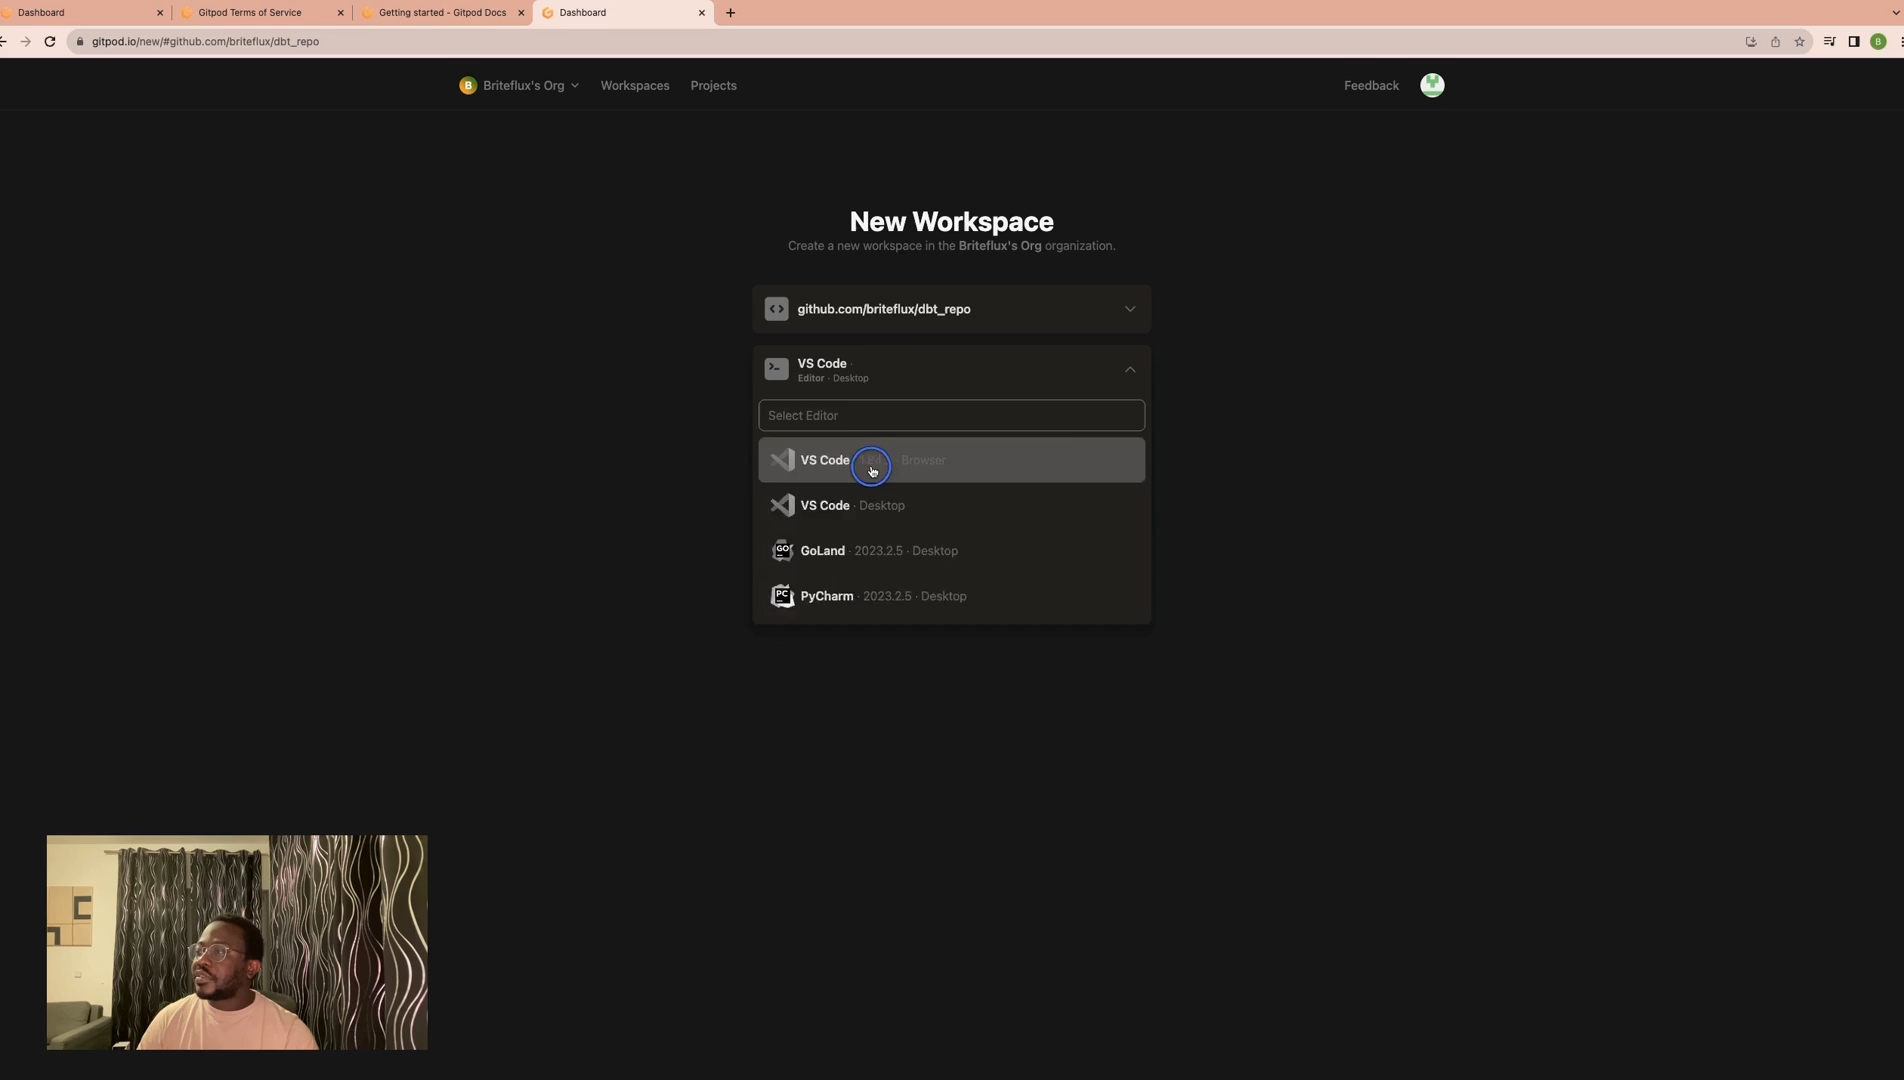 Dashboard
Gitpod Terms of Service
Getting started - Gitpod Docs
Dashboard
gitpod.io/new/#github.com/briteflux/dbt_repo
B
B Briteflux's Org
Workspaces
Projects
Feedback
New Workspace
Create a new workspace in the Briteflux's Org organization.
github.com/briteflux/dbt_repo
VS Code ·
Editor · Desktop
Select Editor
VS Code Browser
VS Code · Desktop
GO GoLand · 2023.2.5 · Desktop
PC PyCharm · 2023.2.5 · Desktop